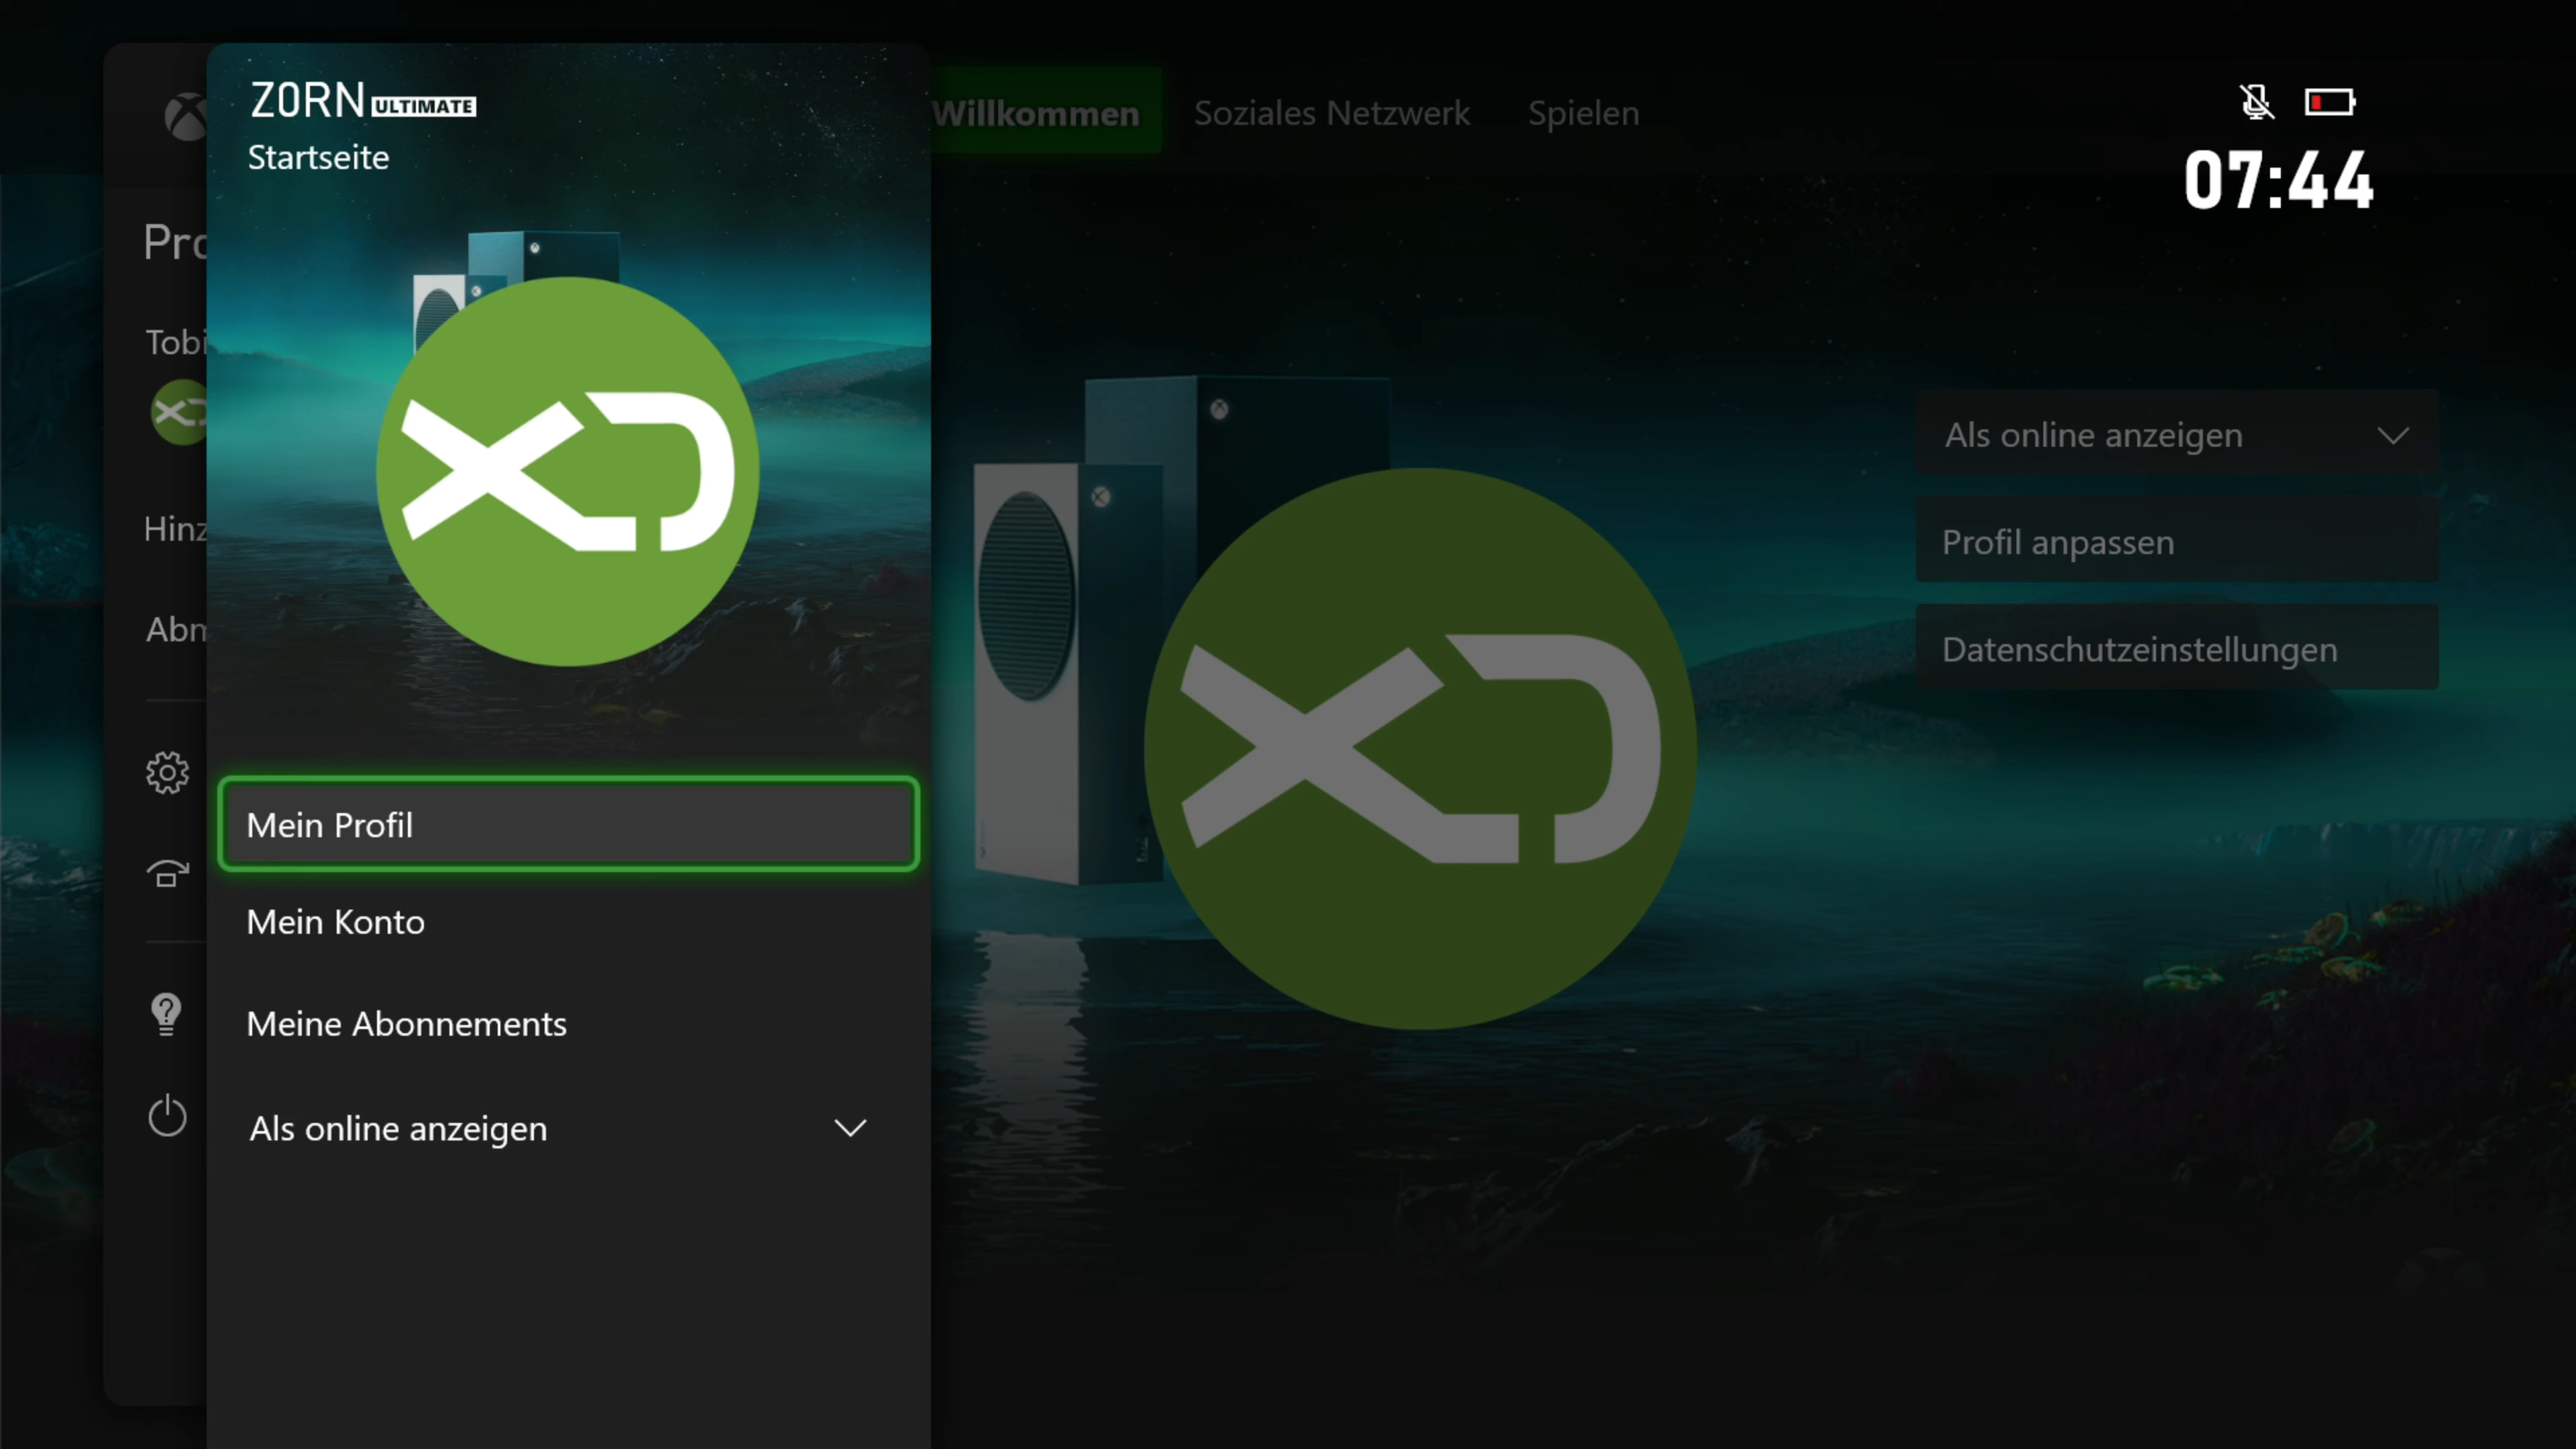 Z0RN ULTIMATE
Startseite
Mein Profil
Mein Konto
Meine Abonnements
Als online anzeigen
Willkommen
Soziales Netzwerk
Spielen
07:44
Als online anzeigen
Profil anpassen
Datenschutzeinstellungen